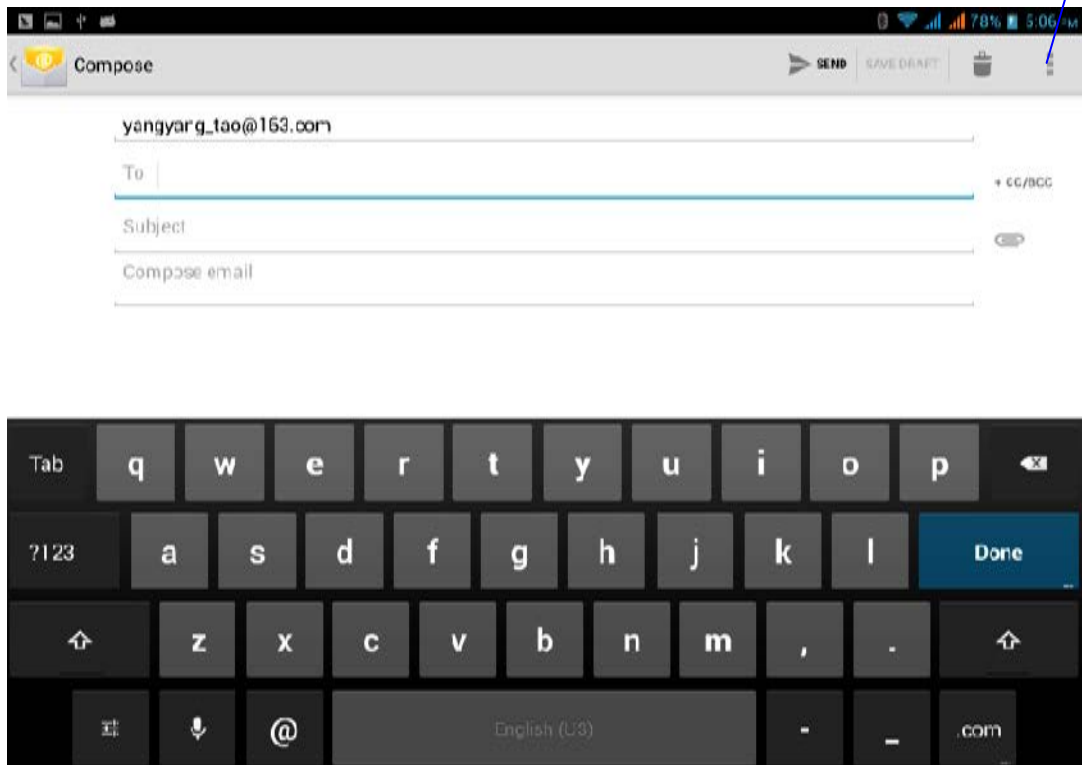 78% 5:06 PM
Compose SEND SAVE DRAFT
yangyang_tao@163.com
To
+ CC/BCC
Subject
Compose email
Tab q w e r t y u i o p
?123 a s d f g h j k l Done
z x c v b n m , .
@ English (US) - _ .com